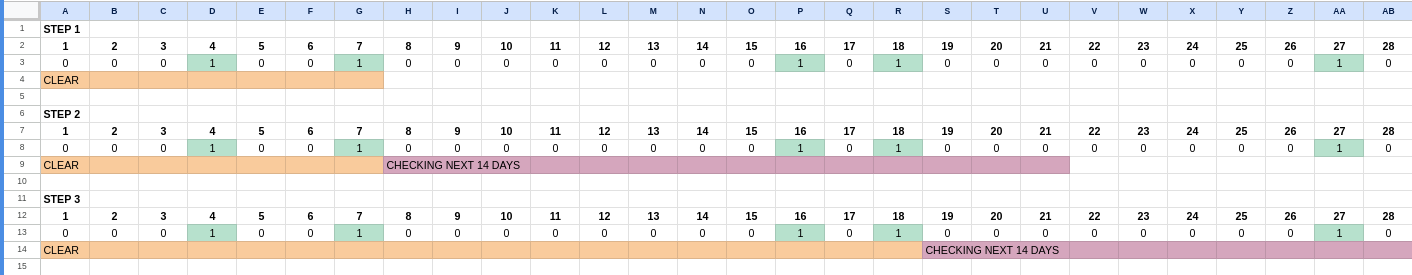 A B C D E F G H I J K L M N O P Q R S T U V W X Y Z AA AB
1 STEP 1
2 1 2 3 4 5 6 7 8 9 10 11 12 13 14 15 16 17 18 19 20 21 22 23 24 25 26 27 28
3 0 0 0 1 0 0 1 0 0 0 0 0 0 0 0 1 0 1 0 0 0 0 0 0 0 0 1 0
4 CLEAR
5
6 STEP 2
7 1 2 3 4 5 6 7 8 9 10 11 12 13 14 15 16 17 18 19 20 21 22 23 24 25 26 27 28
8 0 0 0 1 0 0 1 0 0 0 0 0 0 0 0 1 0 1 0 0 0 0 0 0 0 0 1 0
9 CLEAR CHECKING NEXT 14 DAYS
10
11 STEP 3
12 1 2 3 4 5 6 7 8 9 10 11 12 13 14 15 16 17 18 19 20 21 22 23 24 25 26 27 28
13 0 0 0 1 0 0 1 0 0 0 0 0 0 0 0 1 0 1 0 0 0 0 0 0 0 0 1 0
14 CLEAR CHECKING NEXT 14 DAYS
15